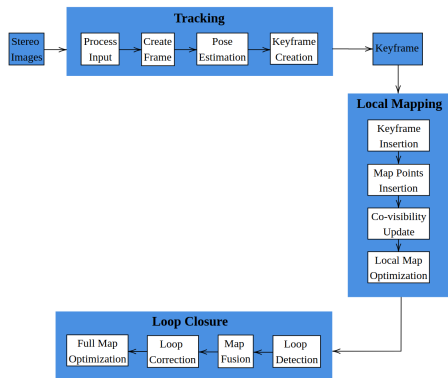 Tracking
Stereo
Images
Process
Input
Create
Frame
Pose
Estimation
Keyframe
Creation
Keyframe
Local Mapping
Keyframe
Insertion
Map Points
Insertion
Co-visibility
Update
Local Map
Optimization
Loop Closure
Full Map
Optimization
Loop
Correction
Map
Fusion
Loop
Detection